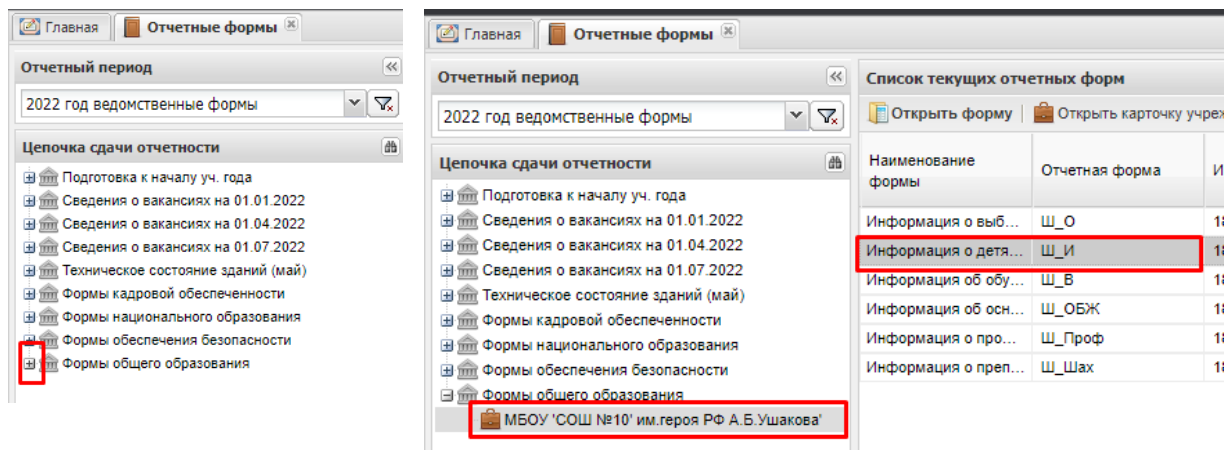 Главная
Отчетные формы
Отчетный период
2022 год ведомственные формы
Цепочка сдачи отчетности
Подготовка к началу уч. года
Сведения о вакансиях на 01.01.2022
Сведения о вакансиях на 01.04.2022
Сведения о вакансиях на 01.07.2022
Техническое состояние зданий (май)
Формы кадровой обеспеченности
Формы национального образования
Формы обеспечения безопасности
Формы общего образования
Главная
Отчетные формы
Отчетный период
2022 год ведомственные формы
Цепочка сдачи отчетности
Подготовка к началу уч. года
Сведения о вакансиях на 01.01.2022
Сведения о вакансиях на 01.04.2022
Сведения о вакансиях на 01.07.2022
Техническое состояние зданий (май)
Формы кадровой обеспеченности
Формы национального образования
Формы обеспечения безопасности
Формы общего образования
МБОУ 'СОШ №10' им.героя РФ А.Б.Ушакова'
Список текущих отчетных форм
Открыть форму Открыть карточку учреж
Наименование
формы
Отчетная форма
Информация о выб... Ш_О
Информация о детя... Ш_И
Информация об обу... Ш_В
Информация об осн... Ш_ОБЖ
Информация о про... Ш_Проф
Информация о преп... Ш_Шах